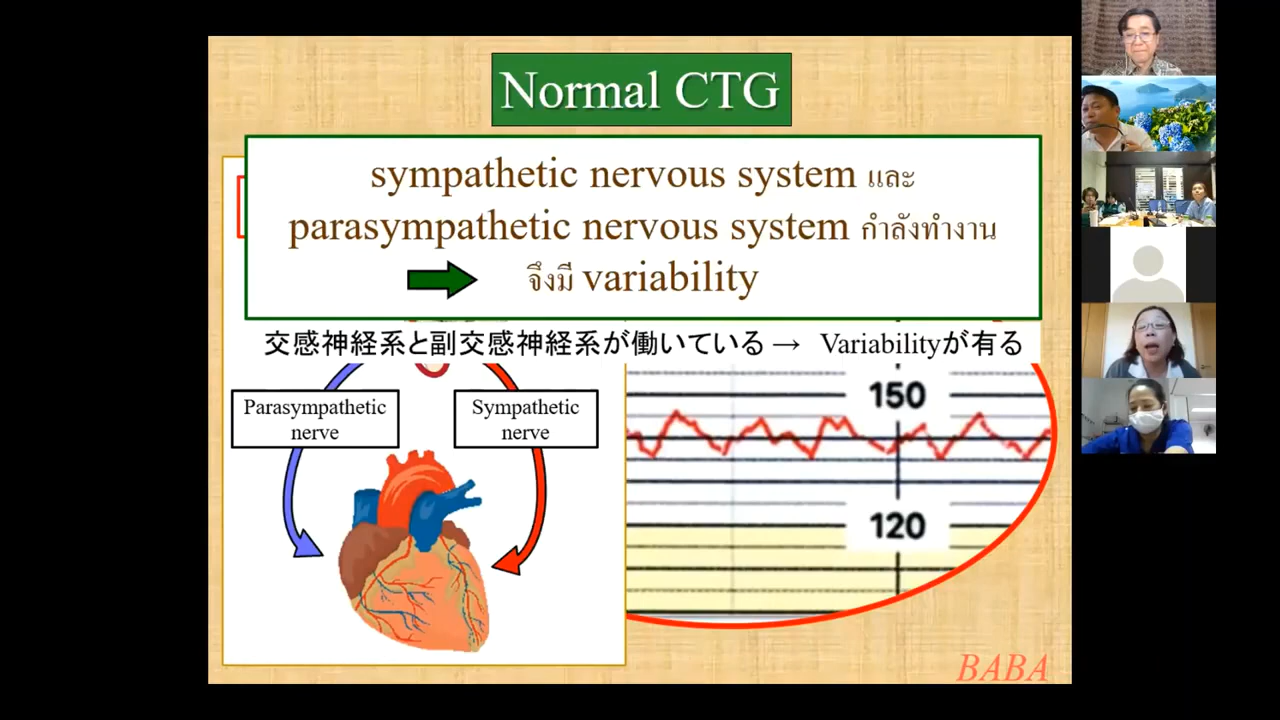 Normal CTG
sympathetic nervous system และ
parasympathetic nervous system กำลังทำงาน
จึงมี variability
交感神経系と副交感神経系が働いている → Variabilityが有る
Parasympathetic
nerve
Sympathetic
nerve
150
120
BABA